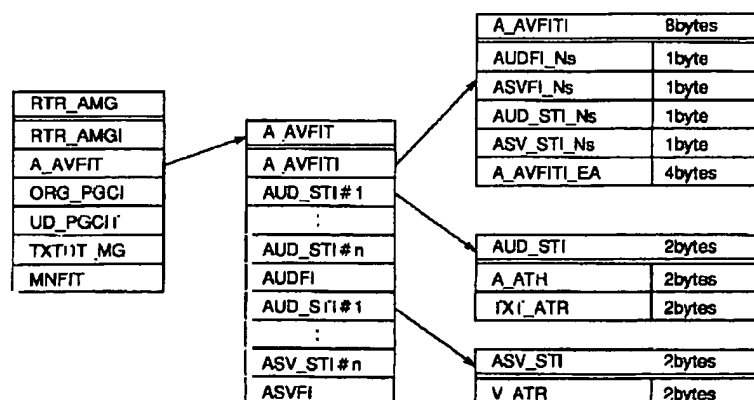 RTR_AMG
RTR_AMGI
A_AVFIT
ORG_PGCI
UD_PGCIT
TXTDT_MG
MNFIT
A_AVFIT
A_AVFITI
AUD_STI#1
:
AUD_STI#n
AUDFI
AUD_STI#1
:
ASV_STI#n
ASVFI
A_AVFITI 8bytes
AUDFI_Ns 1byte
ASVFI_Ns 1byte
AUD_STI_Ns 1byte
ASV_STI_Ns 1byte
A_AVFITI_EA 4bytes
AUD_STI 2bytes
A_ATR 2bytes
TXT_ATR 2bytes
ASV_STI 2bytes
V_ATR 2bytes